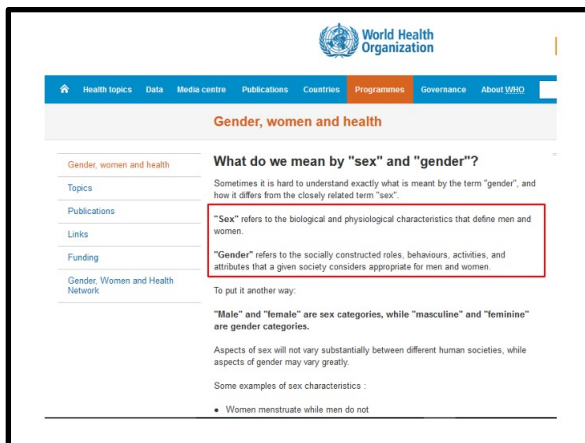 World Health
Organization
Health topics Data Media centre Publications Countries Programmes Governance About WHO
Gender, women and health
Gender, women and health
Topics
Publications
Links
Funding
Gender, Women and Health
Network
What do we mean by "sex" and "gender"?
Sometimes it is hard to understand exactly what is meant by the term "gender", and
how it differs from the closely related term "sex".
"Sex" refers to the biological and physiological characteristics that define men and
women.
"Gender" refers to the socially constructed roles, behaviours, activities, and
attributes that a given society considers appropriate for men and women.
To put it another way:
"Male" and "female" are sex categories, while "masculine" and "feminine"
are gender categories.
Aspects of sex will not vary substantially between different human societies, while
aspects of gender may vary greatly.
Some examples of sex characteristics :
• Women menstruate while men do not